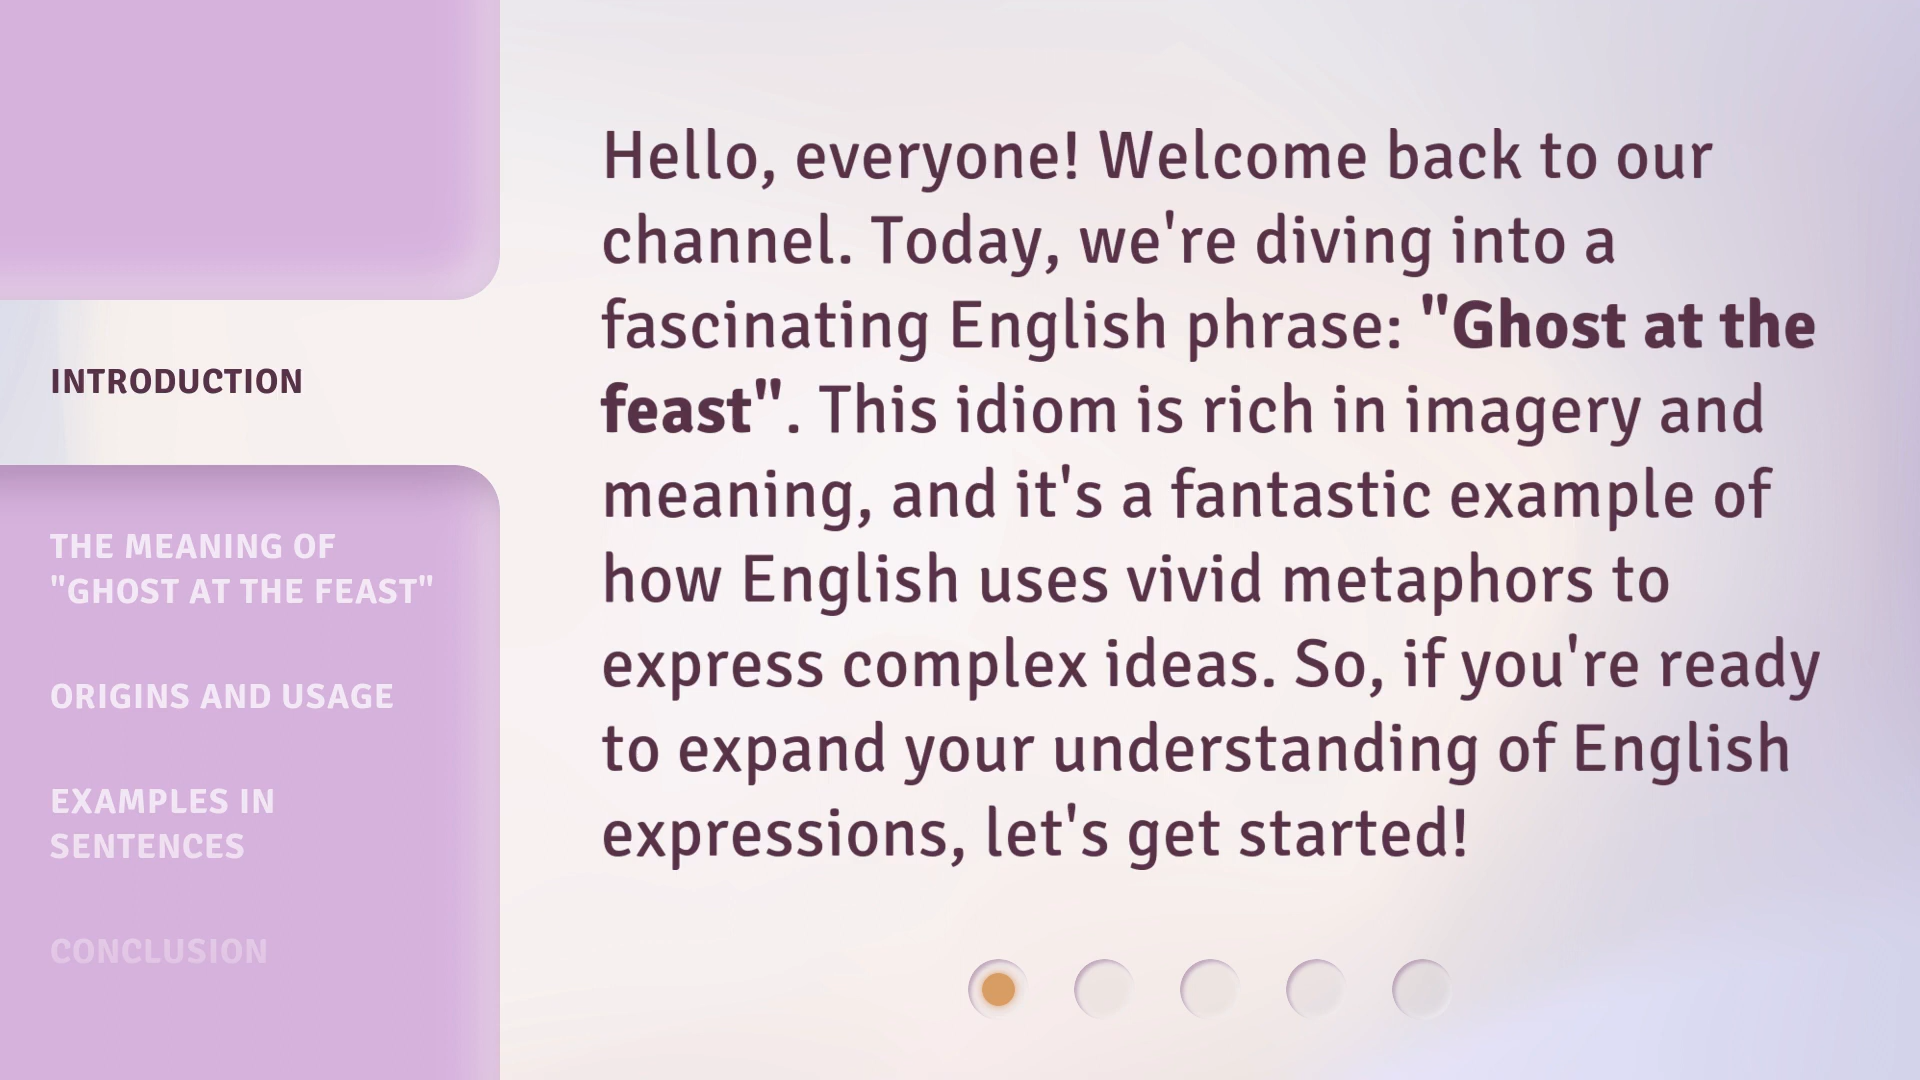 INTRODUCTION
THE MEANING OF
"GHOST AT THE FEAST"
ORIGINS AND USAGE
EXAMPLES IN
SENTENCES
CONCLUSION
Hello, everyone! Welcome back to our
channel. Today, we're diving into a
fascinating English phrase: "Ghost at the
feast". This idiom is rich in imagery and
meaning, and it's a fantastic example of
how English uses vivid metaphors to
express complex ideas. So, if you're ready
to expand your understanding of English
expressions, let's get started!